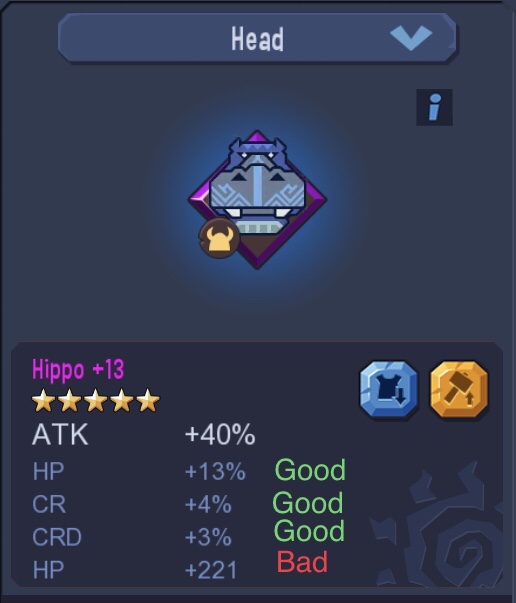 Head
i
Hippo +13
ATK +40%
HP +13% Good
CR +4% Good
CRD +3% Good
HP +221 Bad